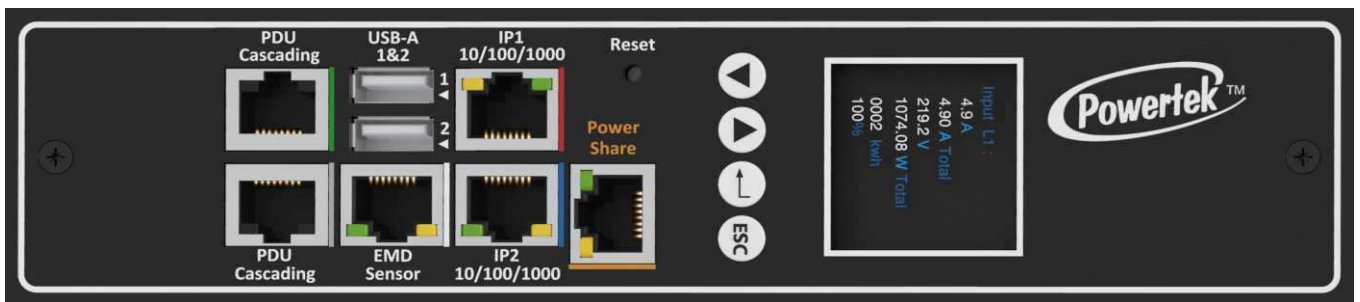 PDU
Cascading
USB-A
1&2
IP1
10/100/1000
Reset
1
2
Power
Share
PDU
Cascading
EMD
Sensor
IP2
10/100/1000
ESC
Input L1 :
4.9 A
4.90 A Total
219.2 V
1074.08 W Total
0002 kwh
100%
Powertek™